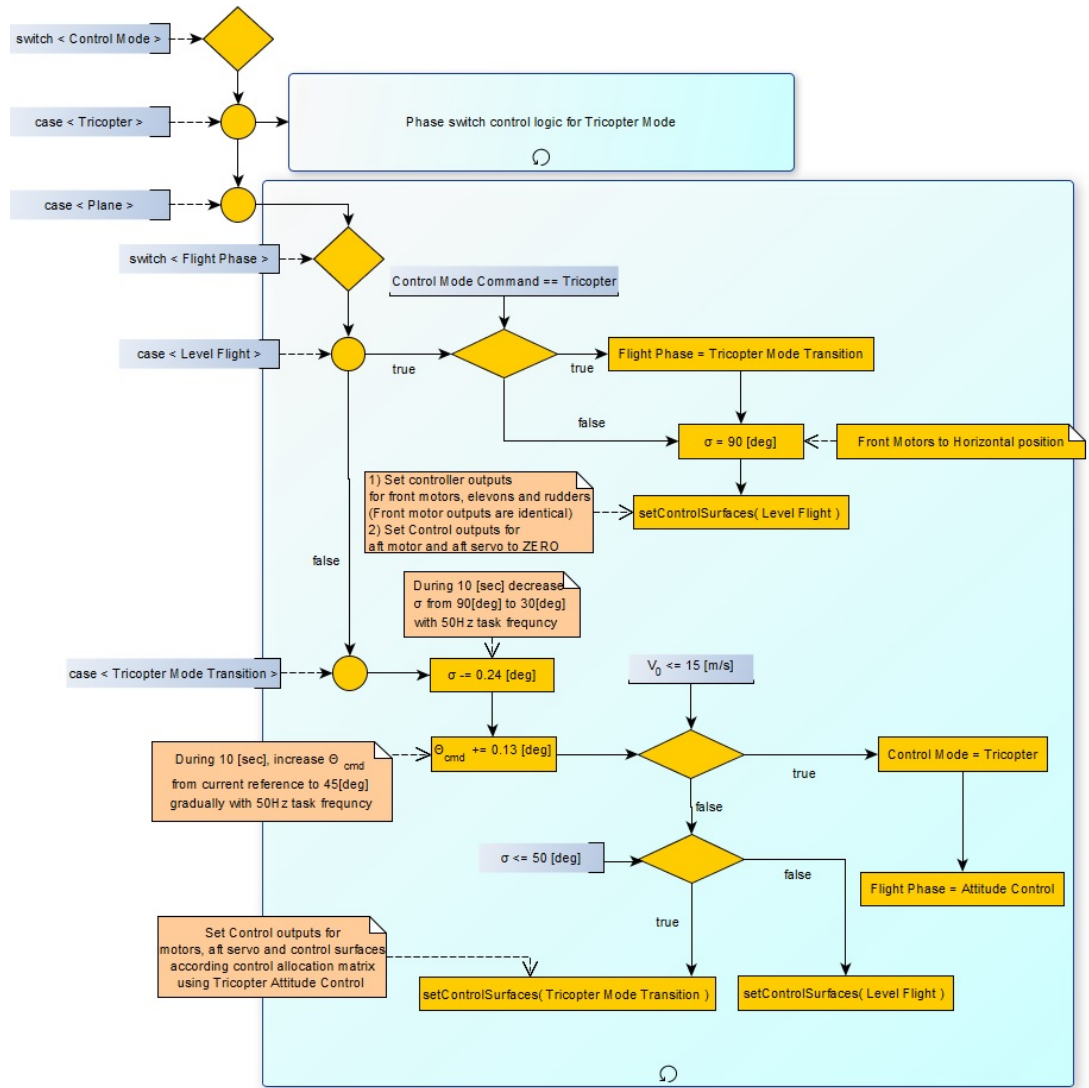 switch < Control Mode >
case < Tricopter >
Phase switch control logic for Tricopter Mode
case < Plane >
switch < Flight Phase >
Control Mode Command == Tricopter
case < Level Flight >
true
true
Flight Phase = Tricopter Mode Transition
false
σ = 90 [deg]
Front Motors to Horizontal position
1) Set controller outputs
for front motors, elevons and rudders
(Front motor outputs are identical)
2) Set Control outputs for
aft motor and aft servo to ZERO
setControlSurfaces( Level Flight )
false
During 10 [sec] decrease
σ from 90[deg] to 30[deg]
with 50Hz task frequncy
case < Tricopter Mode Transition >
σ -= 0.24 [deg]
V0 <= 15 [m/s]
During 10 [sec], increase Θ cmd
from current reference to 45[deg]
gradually with 50Hz task frequncy
Θcmd += 0.13 [deg]
true
Control Mode = Tricopter
false
σ <= 50 [deg]
false
true
Flight Phase = Attitude Control
Set Control outputs for
motors, aft servo and control surfaces
according control allocation matrix
using Tricopter Attitude Control
setControlSurfaces( Tricopter Mode Transition )
setControlSurfaces( Level Flight )